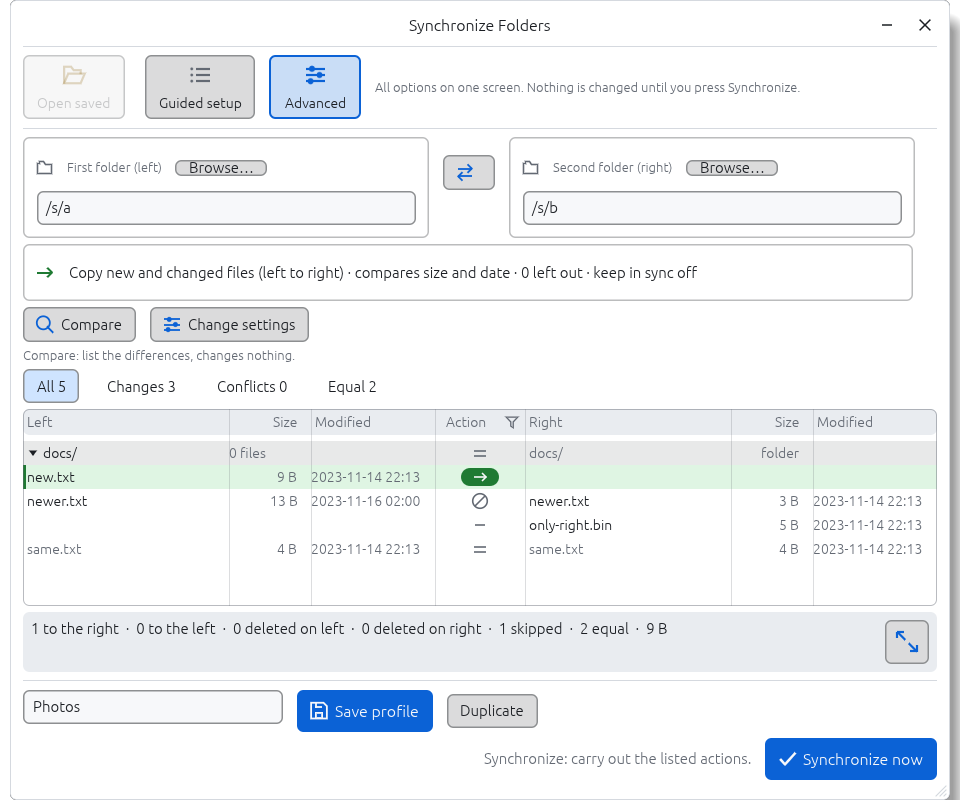 Synchronize Folders
Open saved
Guided setup
Advanced
All options on one screen. Nothing is changed until you press Synchronize.
First folder (left) Browse…
/s/a
Second folder (right) Browse…
/s/b
Copy new and changed files (left to right) · compares size and date · 0 left out · keep in sync off
Compare
Change settings
Compare: list the differences, changes nothing.
All 5 Changes 3 Conflicts 0 Equal 2
Left Size Modified Action Right Size Modified
docs/ 0 files = docs/ folder
new.txt 9 B 2023-11-14 22:13 →
newer.txt 13 B 2023-11-16 02:00 newer.txt 3 B 2023-11-14 22:13
– only-right.bin 5 B 2023-11-14 22:13
same.txt 4 B 2023-11-14 22:13 = same.txt 4 B 2023-11-14 22:13
1 to the right · 0 to the left · 0 deleted on left · 0 deleted on right · 1 skipped · 2 equal · 9 B
Photos
Save profile
Duplicate
Synchronize: carry out the listed actions.
Synchronize now